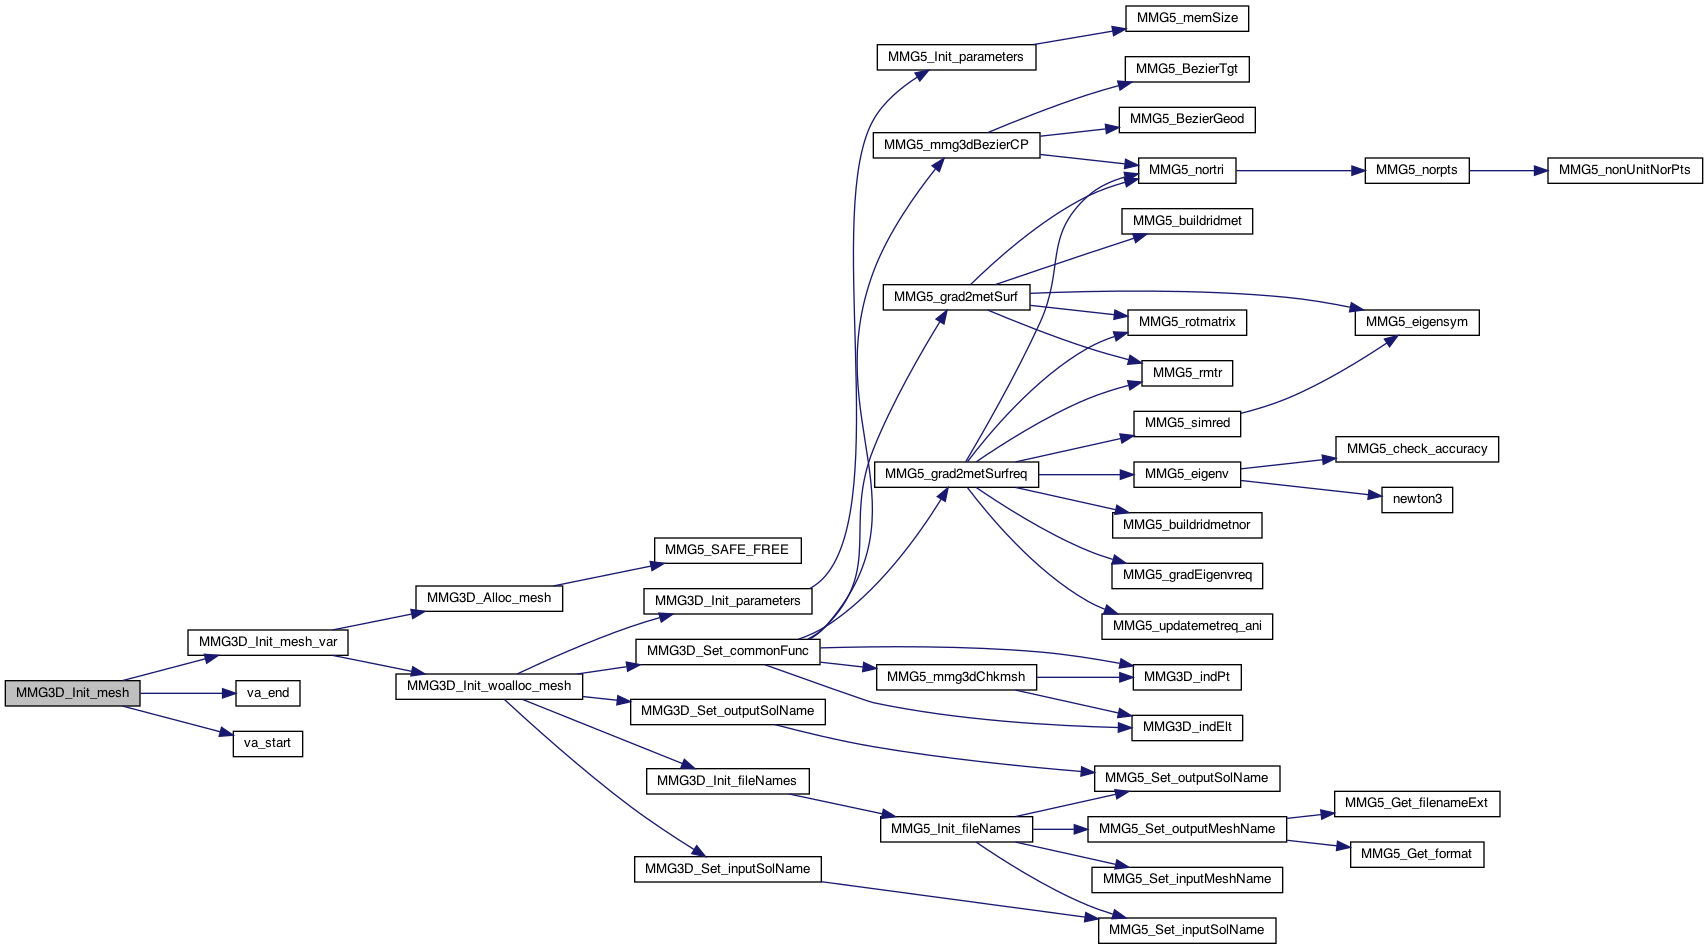 MMG5_memSize
MMG5_Init_parameters
MMG5_BezierTgt
MMG5_BezierGeod
MMG5_mmg3dBezierCP
MMG5_nortri
MMG5_norpts
MMG5_nonUnitNorPts
MMG5_buildridmet
MMG5_grad2metSurf
MMG5_rotmatrix
MMG5_eigensym
MMG5_rmtr
MMG5_simred
MMG5_check_accuracy
MMG5_grad2metSurfreq
MMG5_eigenv
newton3
MMG5_buildridmetnor
MMG5_SAFE_FREE
MMG5_gradEigenvreq
MMG3D_Alloc_mesh
MMG3D_Init_parameters
MMG5_updatemetreq_ani
MMG3D_Init_mesh_var
MMG3D_Set_commonFunc
MMG5_mmg3dChkmsh
MMG3D_indPt
MMG3D_Init_woalloc_mesh
MMG3D_Init_mesh
va_end
MMG3D_Set_outputSolName
MMG3D_indElt
va_start
MMG5_Set_outputSolName
MMG3D_Init_fileNames
MMG5_Get_filenameExt
MMG5_Init_fileNames
MMG5_Set_outputMeshName
MMG5_Get_format
MMG3D_Set_inputSolName
MMG5_Set_inputMeshName
MMG5_Set_inputSolName